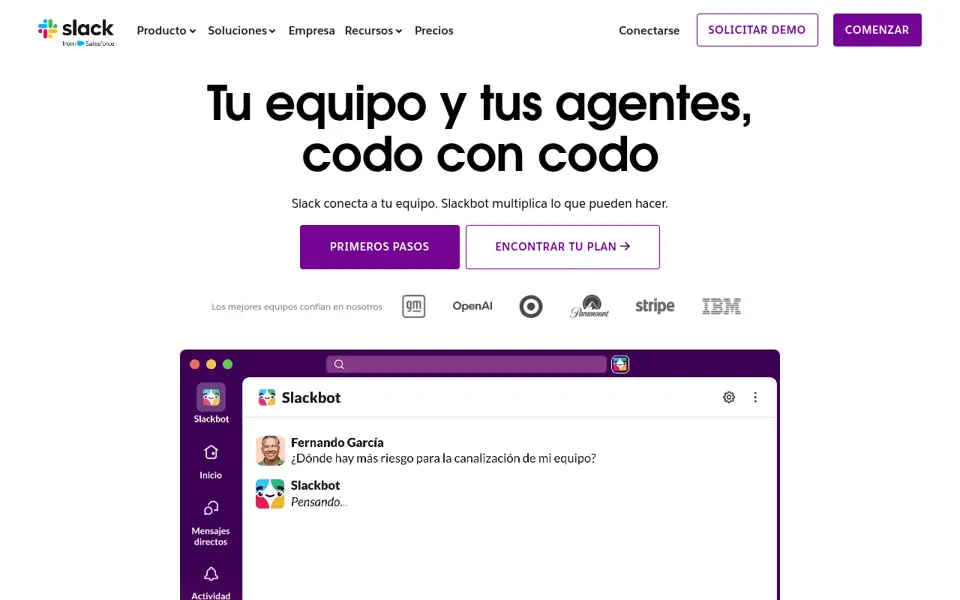 slack
from Salesforce
Producto
Soluciones
Empresa
Recursos
Precios
Conectarse
SOLICITAR DEMO
COMENZAR
Tu equipo y tus agentes,
codo con codo
Slack conecta a tu equipo. Slackbot multiplica lo que pueden hacer.
PRIMEROS PASOS
ENCONTRAR TU PLAN →
Los mejores equipos confían en nosotros
gm
OpenAI
Paramount
stripe
IBM
Slackbot
Slackbot
Fernando García
¿Dónde hay más riesgo para la canalización de mi equipo?
Slackbot
Pensando...
Inicio
Mensajes
directos
Actividad